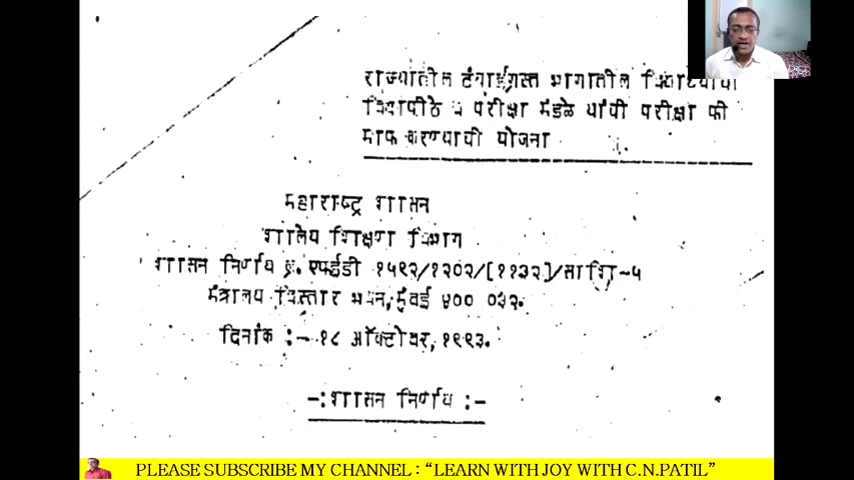 राज्यातील टंचाईग्रस्त भागातील विद्यार्थ्यांची
विद्यापीठे व परीक्षा मंडळे यांची परीक्षा फी
माफ करण्याची योजना
महाराष्ट्र शासन
शालेय शिक्षण विभाग
शासन निर्णय क्र. एफईडी १५९२/१२०२/[११३२]/साशि-५
मंत्रालय विस्तार भवन, मुंबई ४०० ०३२.
दिनांक :- १८ ऑक्टोबर, १९९३.
-: शासन निर्णय :-
PLEASE SUBSCRIBE MY CHANNEL : “LEARN WITH JOY WITH C.N.PATIL”